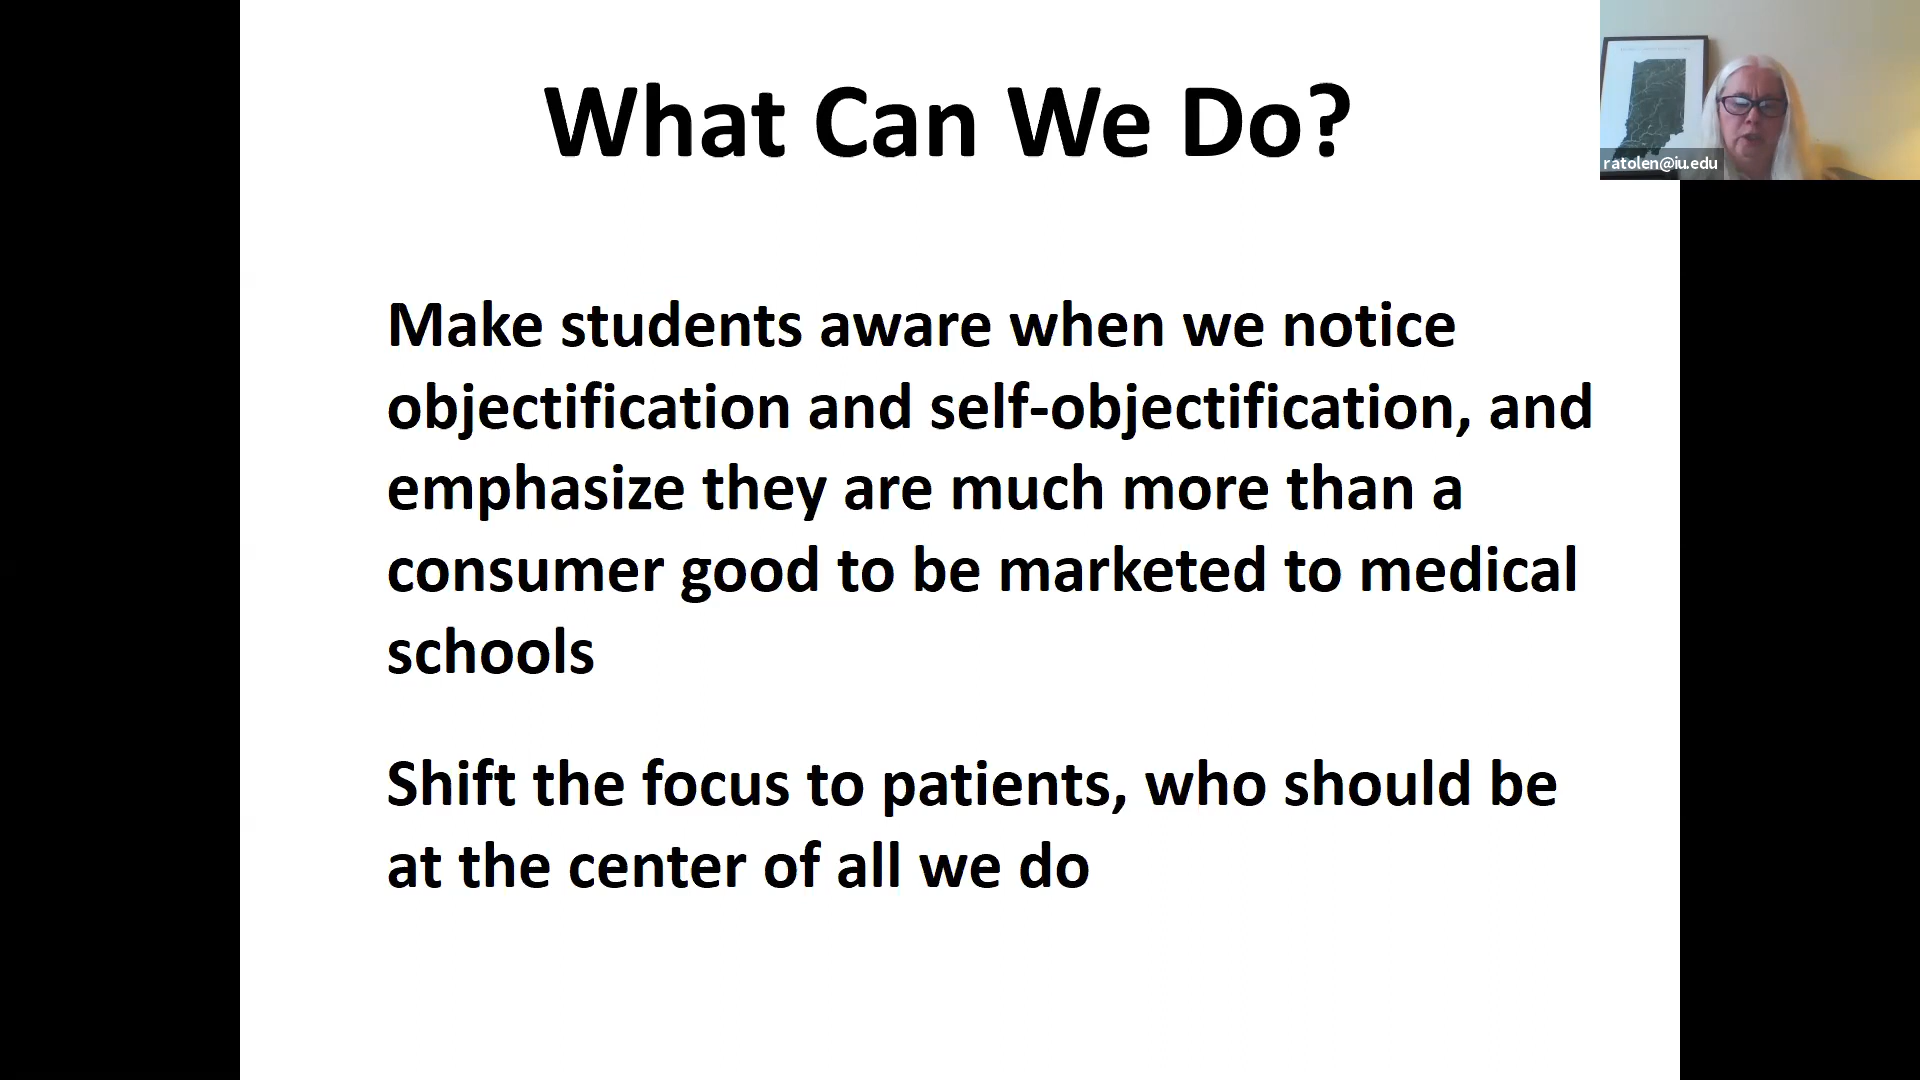 What Can We Do?
ratolen@iu.edu
Make students aware when we notice
objectification and self-objectification, and
emphasize they are much more than a
consumer good to be marketed to medical
schools
Shift the focus to patients, who should be
at the center of all we do